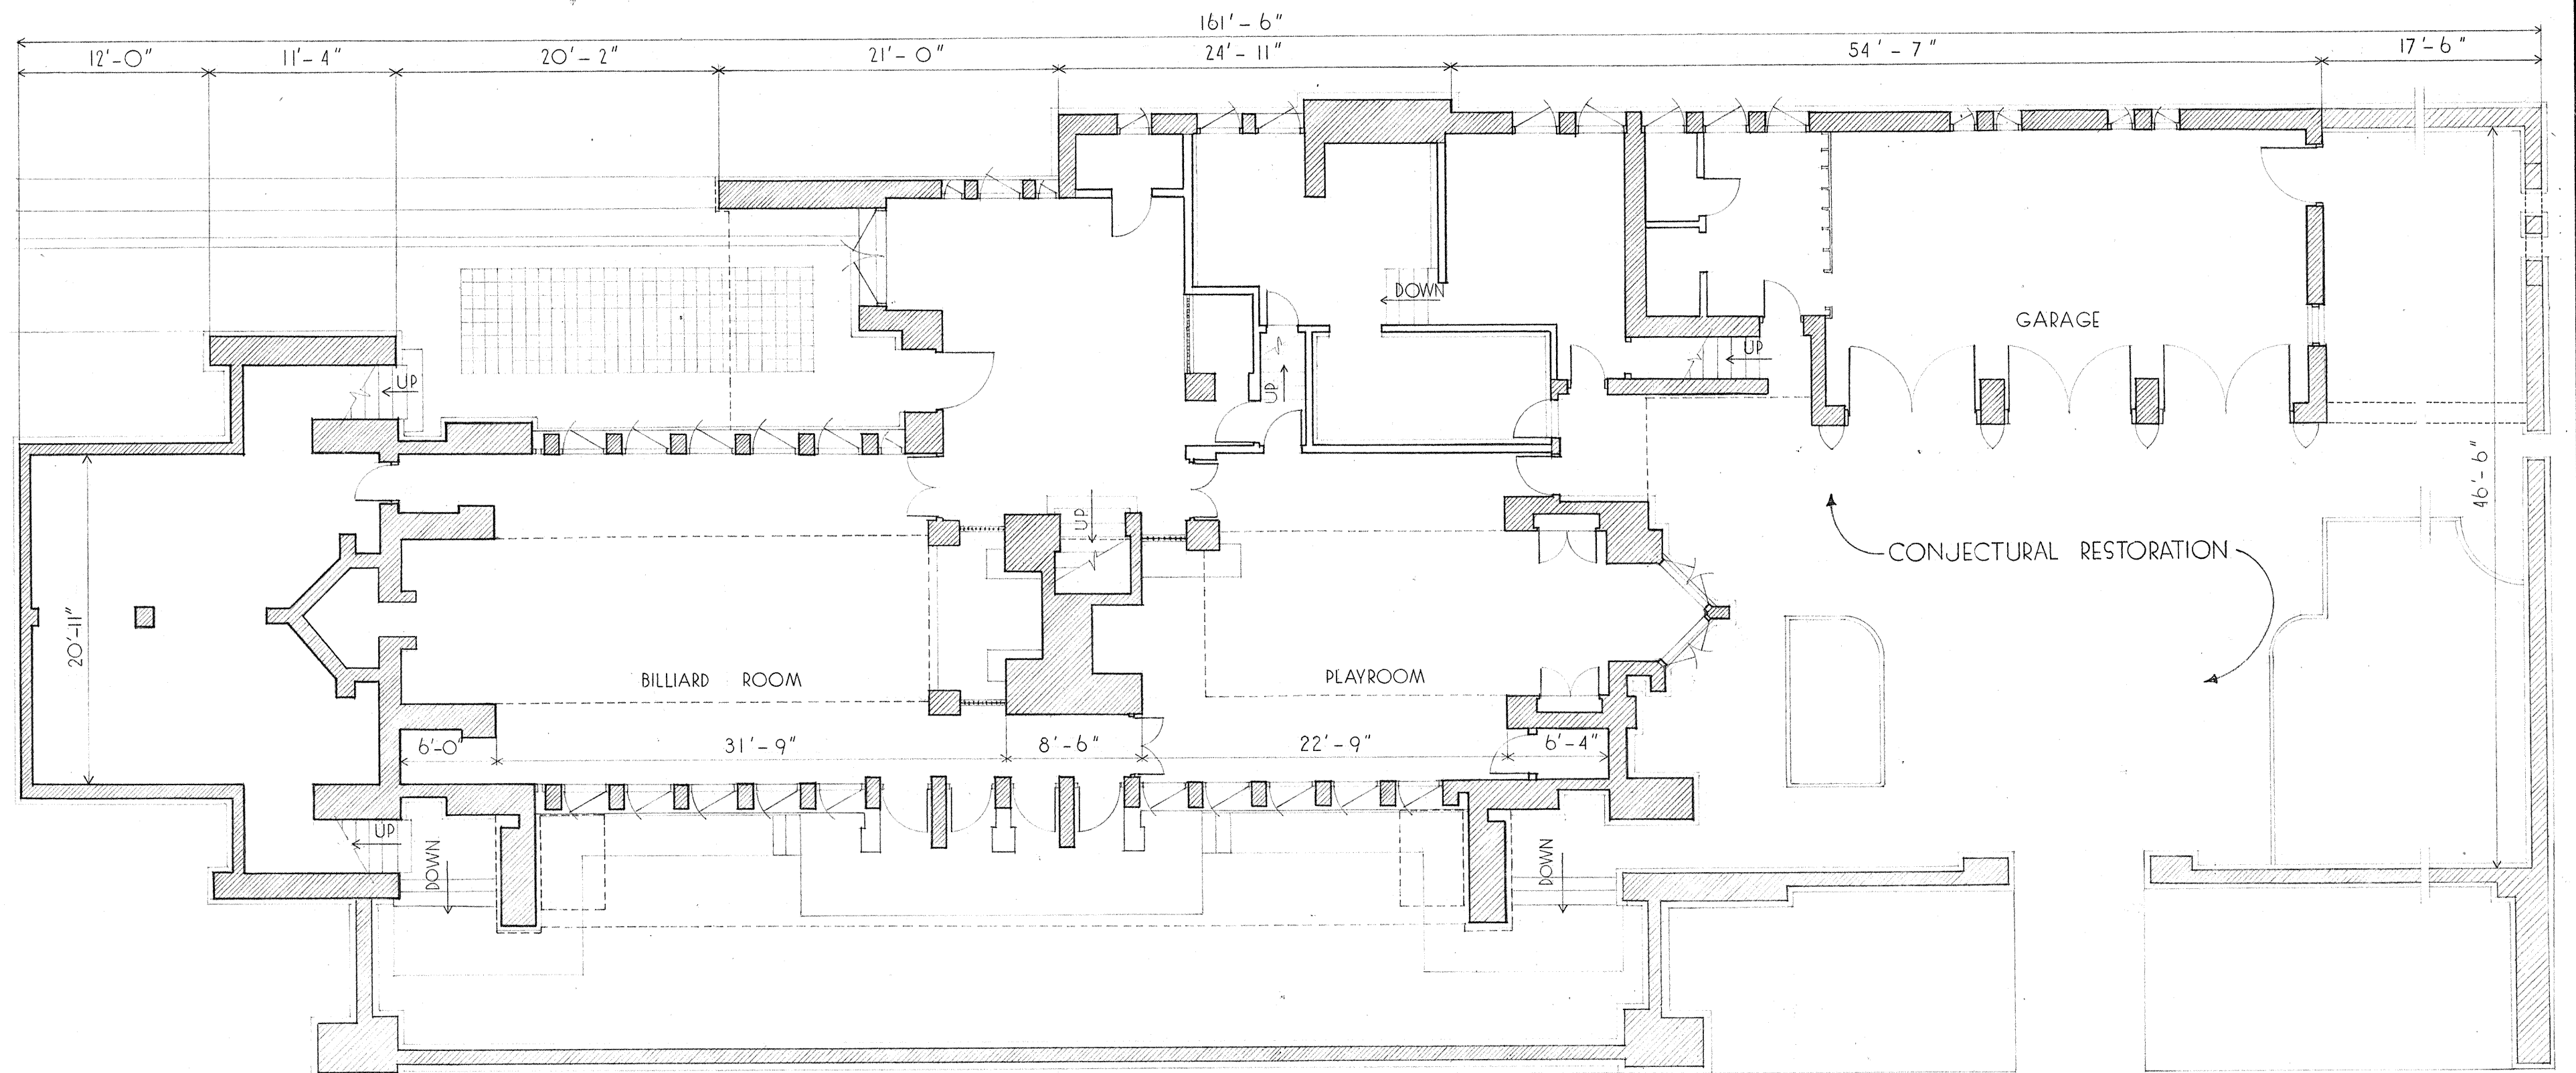 161'-6"
12'-0" 11'-4" 20'-2" 21'-0" 24'-11" 54'-7" 17'-6"
DOWN
GARAGE
UP
UP
UP
46'-6"
UP
CONJECTURAL RESTORATION
20'-11"
BILLIARD ROOM
PLAYROOM
6'-0" 31'-9" 8'-6" 22'-9" 6'-4"
UP
DOWN
DOWN